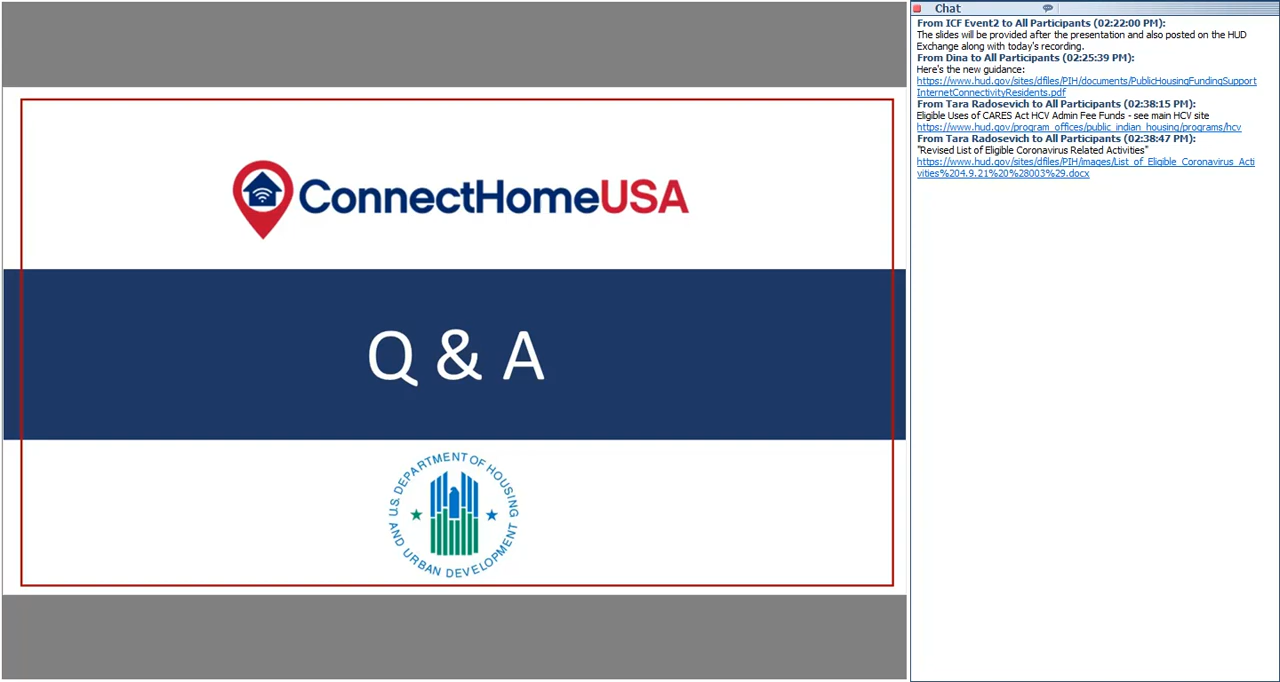 ConnectHomeUSA
Q & A
U.S. DEPARTMENT OF HOUSING
AND URBAN DEVELOPMENT
Chat
From ICF Event2 to All Participants (02:22:00 PM):
The slides will be provided after the presentation and also posted on the HUD
Exchange along with today's recording.
From Dina to All Participants (02:25:39 PM):
Here's the new guidance:
https://www.hud.gov/sites/dfiles/PIH/documents/PublicHousingFundingSupport
InternetConnectivityResidents.pdf
From Tara Radosevich to All Participants (02:38:15 PM):
Eligible Uses of CARES Act HCV Admin Fee Funds - see main HCV site
https://www.hud.gov/program_offices/public_indian_housing/programs/hcv
From Tara Radosevich to All Participants (02:38:47 PM):
"Revised List of Eligible Coronavirus Related Activities"
https://www.hud.gov/sites/dfiles/PIH/images/List_of_Eligible_Coronavirus_Acti
vities%204.9.21%20%28003%29.docx